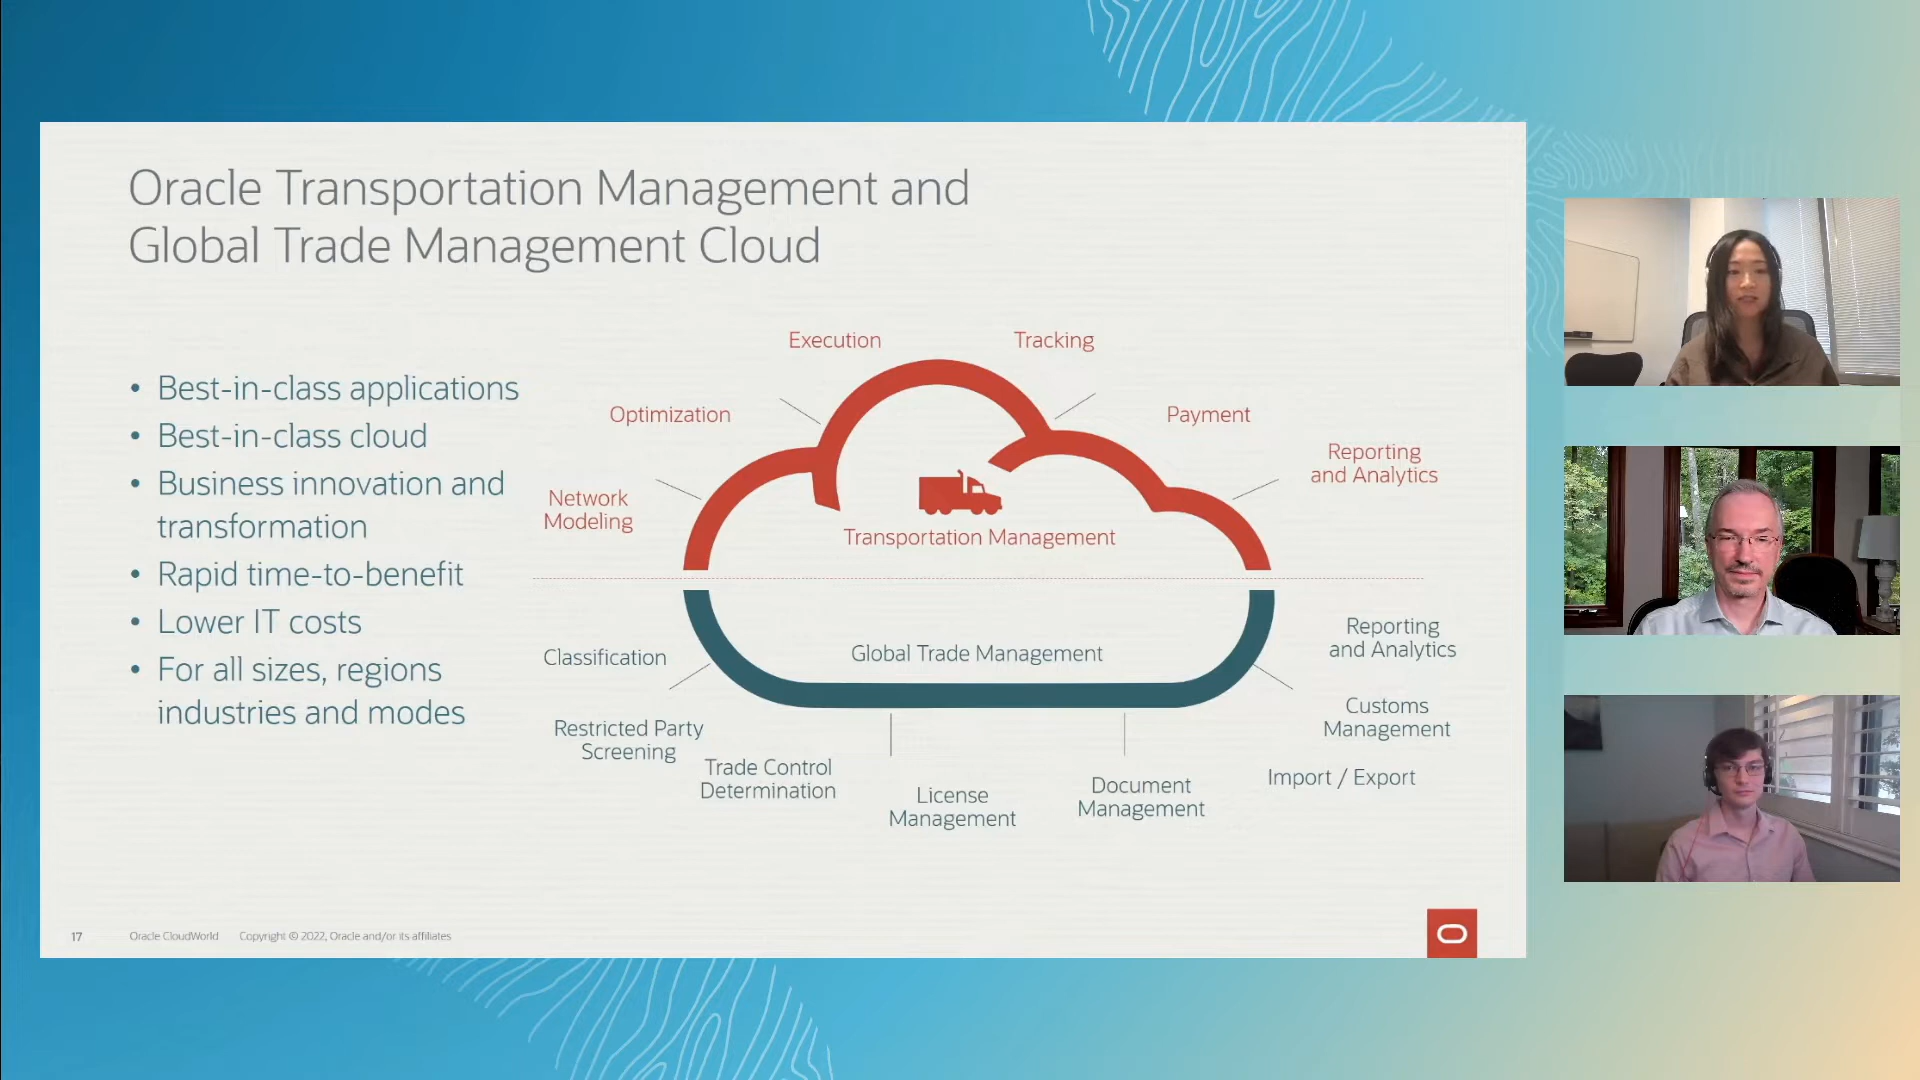 Oracle Transportation Management and
Global Trade Management Cloud
• Best-in-class applications
• Best-in-class cloud
• Business innovation and
transformation
• Rapid time-to-benefit
• Lower IT costs
• For all sizes, regions
industries and modes
Execution
Tracking
Optimization
Payment
Reporting
and Analytics
Network
Modeling
Transportation Management
Global Trade Management
Classification
Reporting
and Analytics
Restricted Party
Screening
Customs
Management
Trade Control
Determination
License
Management
Document
Management
Import / Export
17
Oracle CloudWorld
Copyright © 2022, Oracle and/or its affiliates